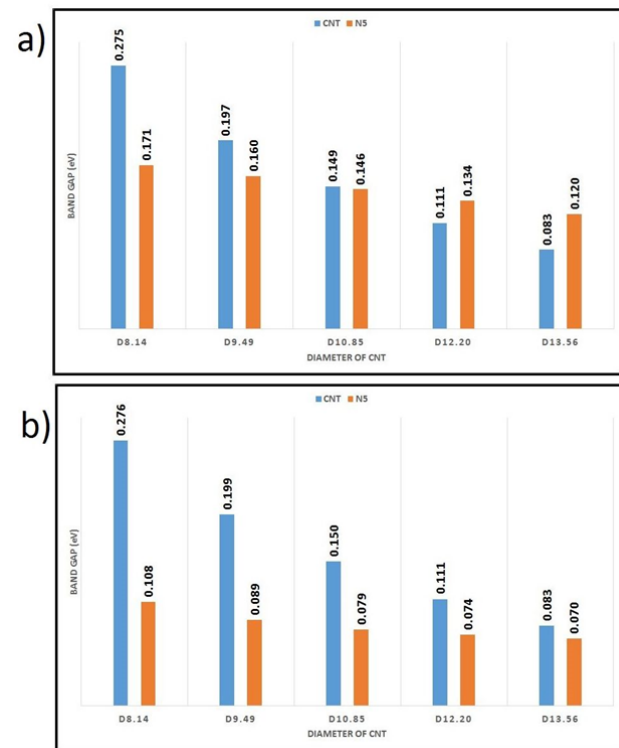 a)
CNT N5
0.275 0.171 0.197 0.160 0.149 0.146 0.111 0.134 0.083 0.120
BAND GAP (eV)
D8.14 D9.49 D10.85 D12.20 D13.56
DIAMETER OF CNT
b)
CNT N5
0.276 0.108 0.199 0.089 0.150 0.079 0.111 0.074 0.083 0.070
BAND GAP (eV)
D8.14 D9.49 D10.85 D12.20 D13.56
DIAMETER OF CNT